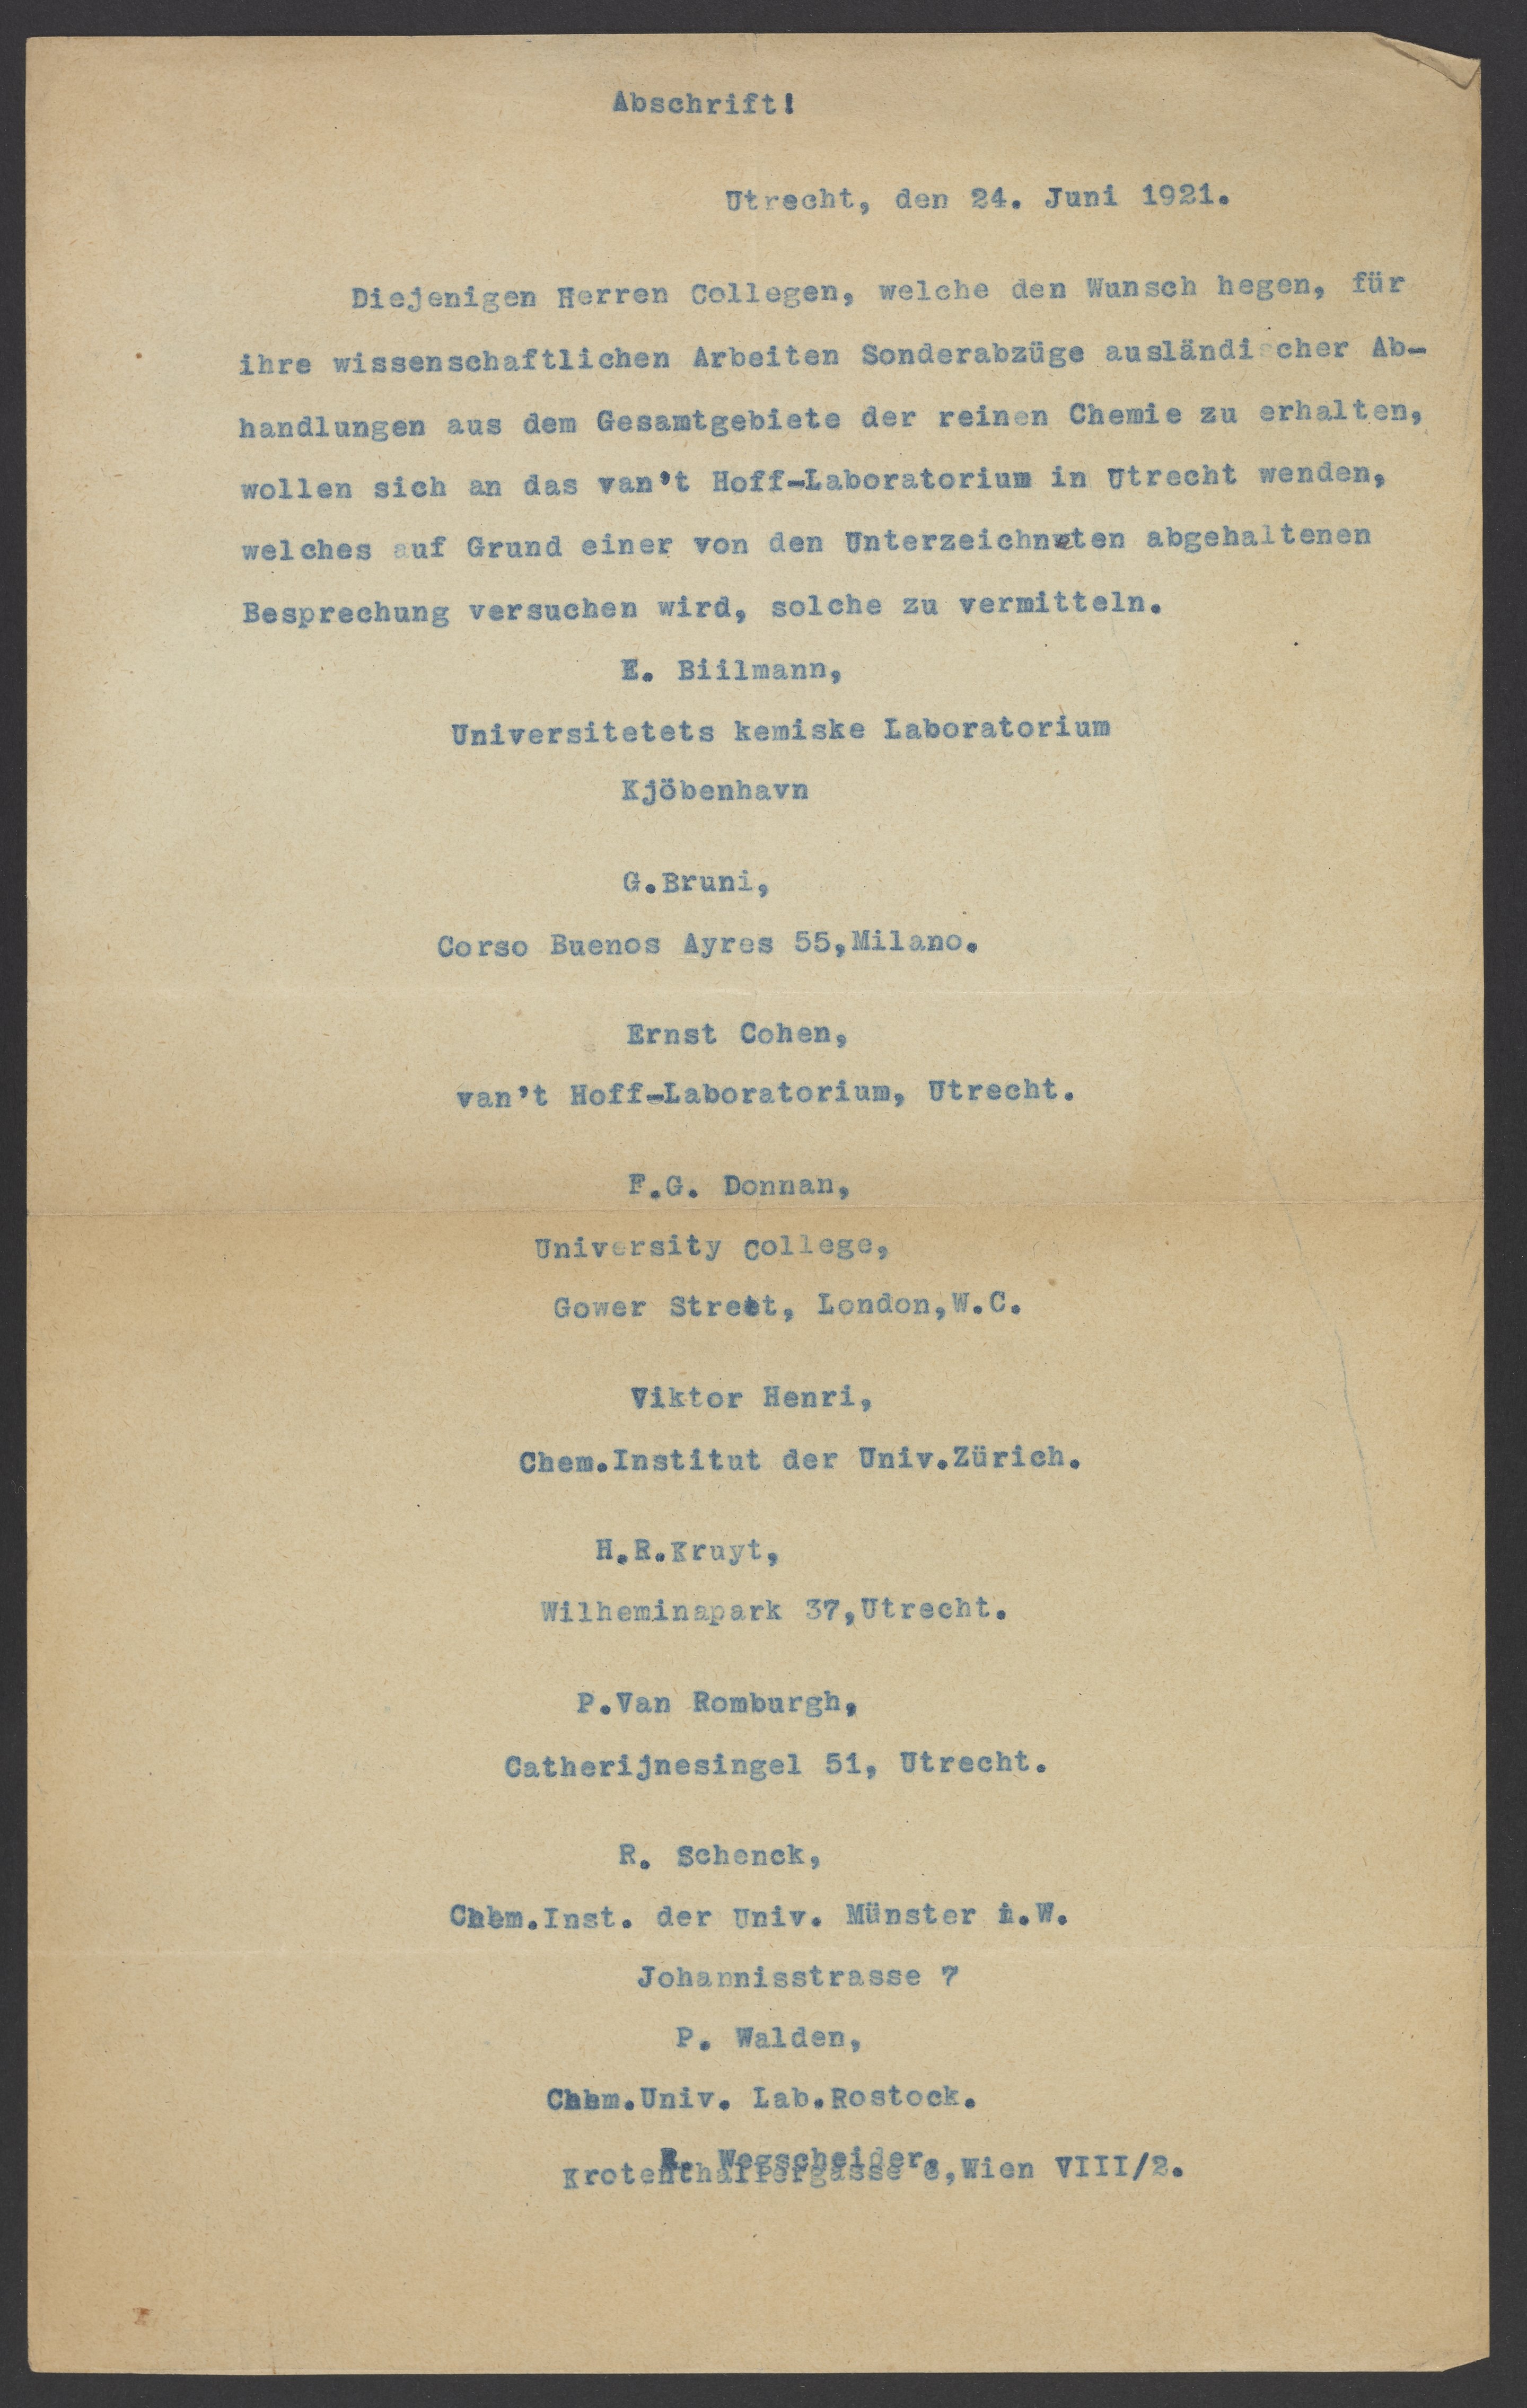 Abschrift!
Utrecht, den 24. Juni 1921.
Diejenigen Herren Collegen, welche den Wunsch hegen, für
ihre wissenschaftlichen Arbeiten Sonderabzüge ausländischer Ab-
handlungen aus dem Gesamtgebiete der reinen Chemie zu erhalten,
wollen sich an das van't Hoff-Laboratorium in Utrecht wenden,
welches auf Grund einer von den Unterzeichneten abgehaltenen
Besprechung versuchen wird, solche zu vermitteln.
E. Biilmann,
Universitetets kemiske Laboratorium
Kjöbenhavn
G.Bruni,
Corso Buenos Ayres 55,Milano.
Ernst Cohen,
van't Hoff-Laboratorium, Utrecht.
F.G. Donnan,
University College,
Gower Street, London,W.C.
Viktor Henri,
Chem.Institut der Univ.Zürich.
H.R.Kruyt,
Wilheminapark 37,Utrecht.
P.Van Romburgh,
Catherijnesingel 51, Utrecht.
R. Schenck,
Chem.Inst. der Univ. Münster i.W.
Johannisstrasse 7
P. Walden,
Chem.Univ. Lab.Rostock.
R. Wegscheider,
Krotenthallergasse ,Wien VIII/2.